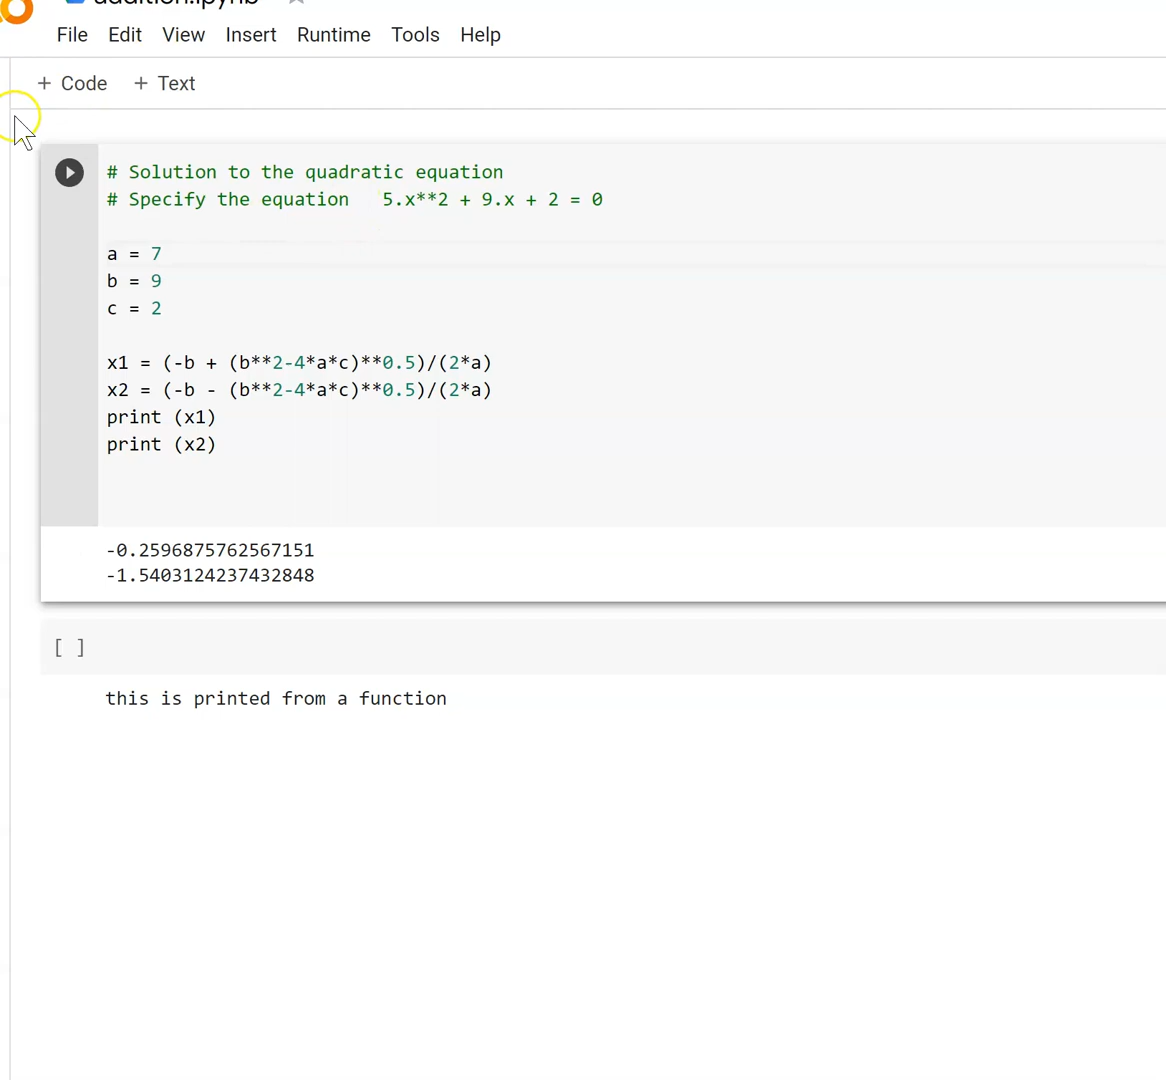 addition.ipynb
File Edit View Insert Runtime Tools Help
+ Code + Text
# Solution to the quadratic equation
# Specify the equation   5.x**2 + 9.x + 2 = 0
a = 7
b = 9
c = 2
x1 = (-b + (b**2-4*a*c)**0.5)/(2*a)
x2 = (-b - (b**2-4*a*c)**0.5)/(2*a)
print (x1)
print (x2)
-0.2596875762567151
-1.5403124237432848
[ ]
this is printed from a function